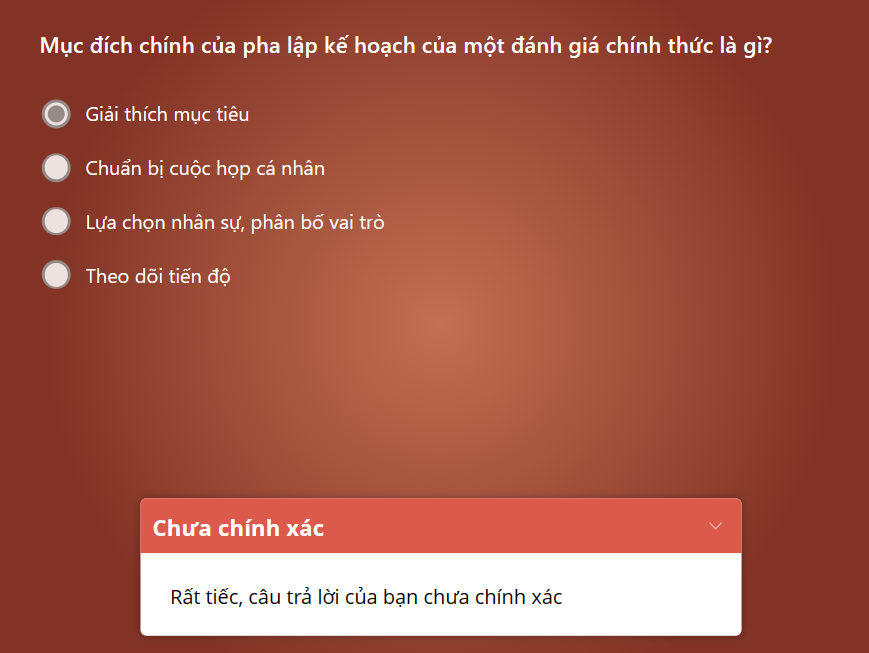 Mục đích chính của pha lập kế hoạch của một đánh giá chính thức là gì?
Giải thích mục tiêu
Chuẩn bị cuộc họp cá nhân
Lựa chọn nhân sự, phân bố vai trò
Theo dõi tiến độ
Chưa chính xác
Rất tiếc, câu trả lời của bạn chưa chính xác